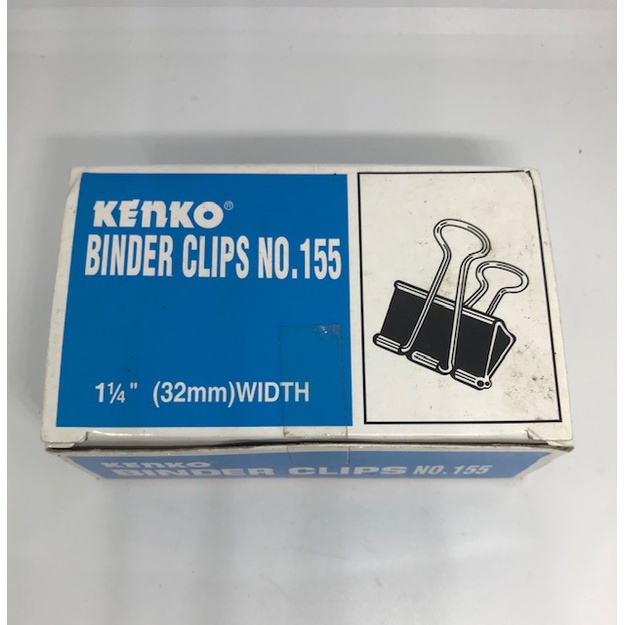 KENKO®
BINDER CLIPS NO.155
1¼" (32mm)WIDTH
KENKO
BINDER CLIPS NO.155